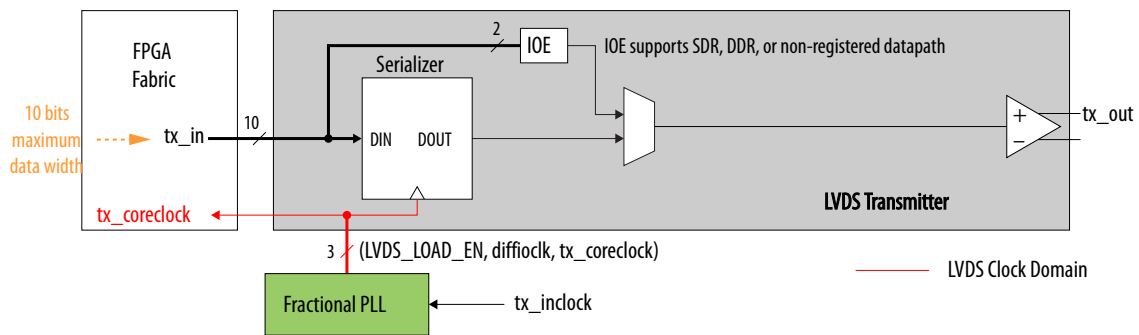 2
IOE
IOE supports SDR, DDR, or non-registered datapath
FPGA
Fabric
Serializer
10 bits
maximum
data width
tx_in
10
DIN
DOUT
+
–
tx_out
tx_coreclock
LVDS Transmitter
3
(LVDS_LOAD_EN, diffioclk, tx_coreclock)
LVDS Clock Domain
Fractional PLL
tx_inclock